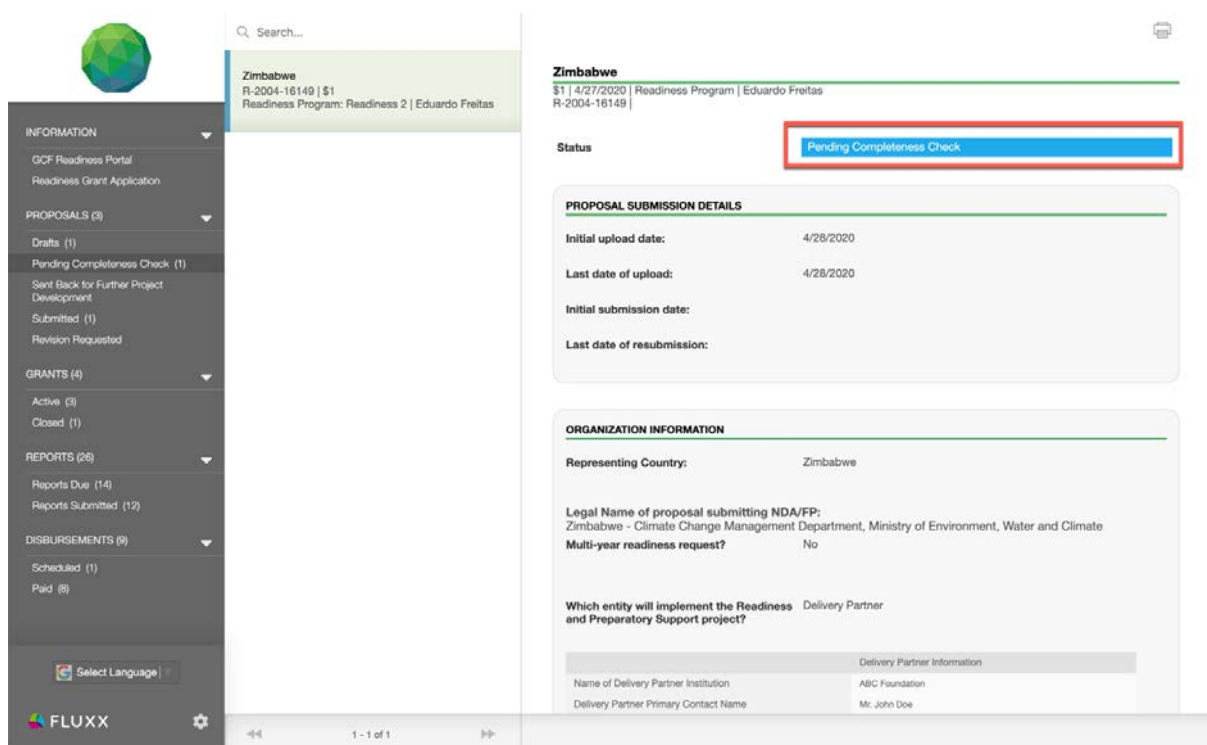 Search...
Zimbabwe
R-2004-16149 | $1
Readiness Program: Readiness 2 | Eduardo Freitas
INFORMATION
GCF Readiness Portal
Readiness Grant Application
PROPOSALS (3)
Drafts (1)
Pending Completeness Check (1)
Sent Back for Further Project
Development
Submitted (1)
Revision Requested
GRANTS (4)
Active (3)
Closed (1)
REPORTS (26)
Reports Due (14)
Reports Submitted (12)
DISBURSEMENTS (9)
Scheduled (1)
Paid (8)
Select Language
FLUXX
1 - 1 of 1
Zimbabwe
$1 | 4/27/2020 | Readiness Program | Eduardo Freitas
R-2004-16149 |
Status Pending Completeness Check
PROPOSAL SUBMISSION DETAILS
Initial upload date: 4/28/2020
Last date of upload: 4/28/2020
Initial submission date:
Last date of resubmission:
ORGANIZATION INFORMATION
Representing Country: Zimbabwe
Legal Name of proposal submitting NDA/FP:
Zimbabwe - Climate Change Management Department, Ministry of Environment, Water and Climate
Multi-year readiness request? No
Which entity will implement the Readiness Delivery Partner
and Preparatory Support project?
Delivery Partner Information
Name of Delivery Partner Institution ABC Foundation
Delivery Partner Primary Contact Name Mr. John Doe